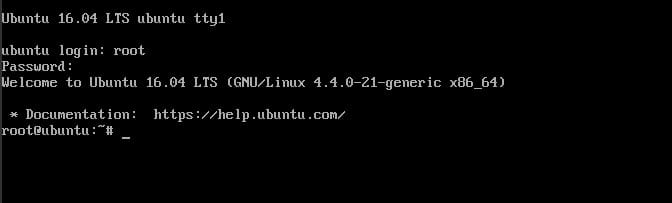 Ubuntu 16.04 LTS ubuntu tty1
ubuntu login: root
Password:
Welcome to Ubuntu 16.04 LTS (GNU/Linux 4.4.0-21-generic x86_64)
* Documentation:  https://help.ubuntu.com/
root@ubuntu:~# _